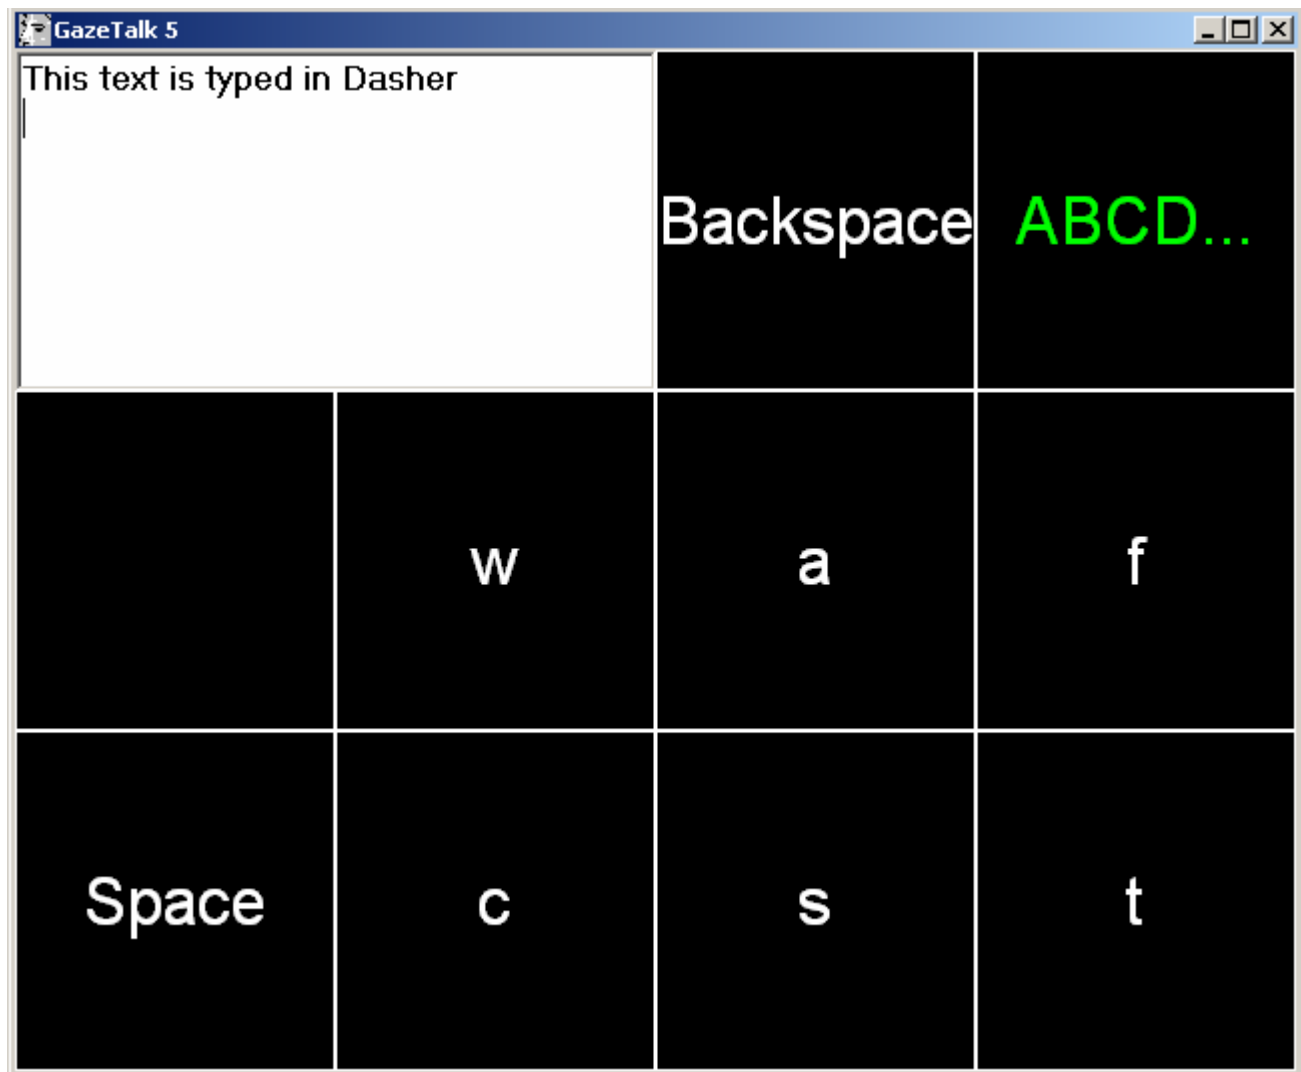 GazeTalk 5
This text is typed in Dasher
Backspace ABCD...
w a f
Space c s t